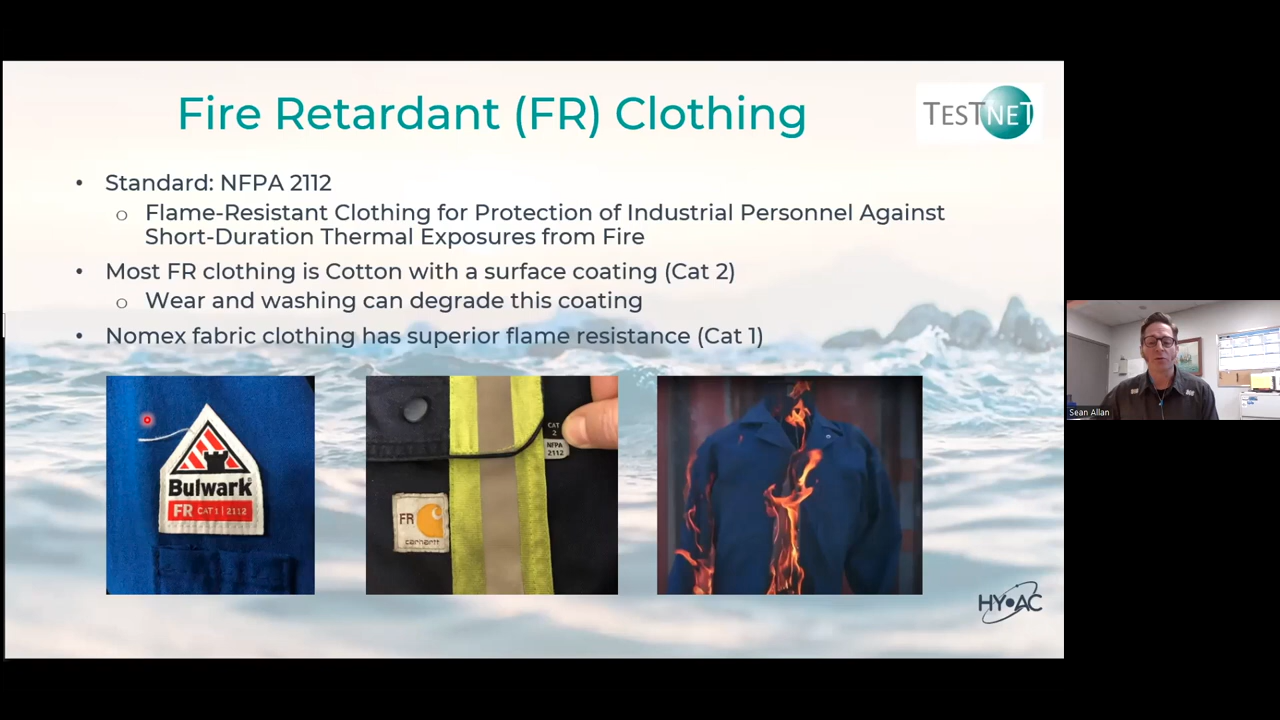 Fire Retardant (FR) Clothing
TESTNET
• Standard: NFPA 2112
o Flame-Resistant Clothing for Protection of Industrial Personnel Against
Short-Duration Thermal Exposures from Fire
• Most FR clothing is Cotton with a surface coating (Cat 2)
o Wear and washing can degrade this coating
• Nomex fabric clothing has superior flame resistance (Cat 1)
Bulwark
FR CAT 1 | 2112
CAT
2
NFPA
2112
FR
carhartt
HY•AC
Sean Allan